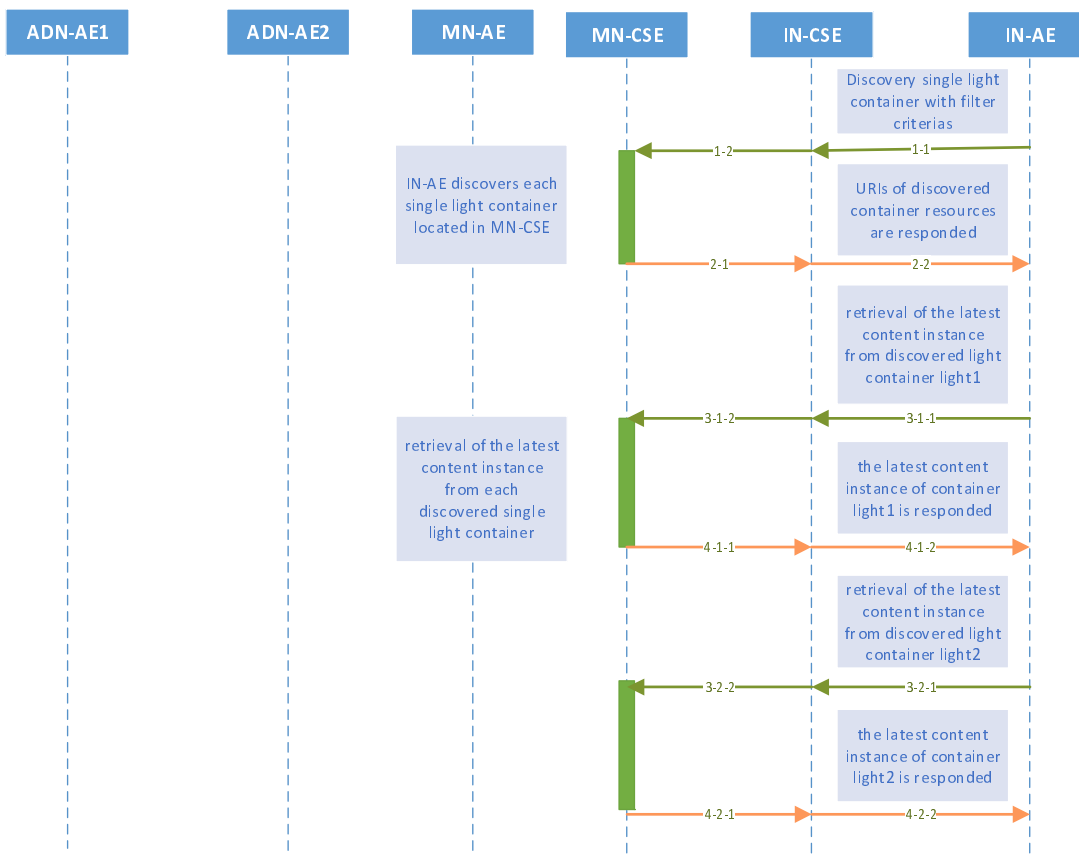 ADN-AE1
ADN-AE2
MN-AE
MN-CSE
IN-CSE
IN-AE
Discovery single light
container with filter
criterias
1-2
1-1
IN-AE discovers each
single light container
located in MN-CSE
URIs of discovered
container resources
are responded
2-1
2-2
retrieval of the latest
content instance
from discovered light
container light1
3-1-2
3-1-1
retrieval of the latest
content instance
from each
discovered single
light container
the latest content
instance of container
light1 is responded
4-1-1
4-1-2
retrieval of the latest
content instance
from discovered light
container light2
3-2-2
3-2-1
the latest content
instance of container
light2 is responded
4-2-1
4-2-2